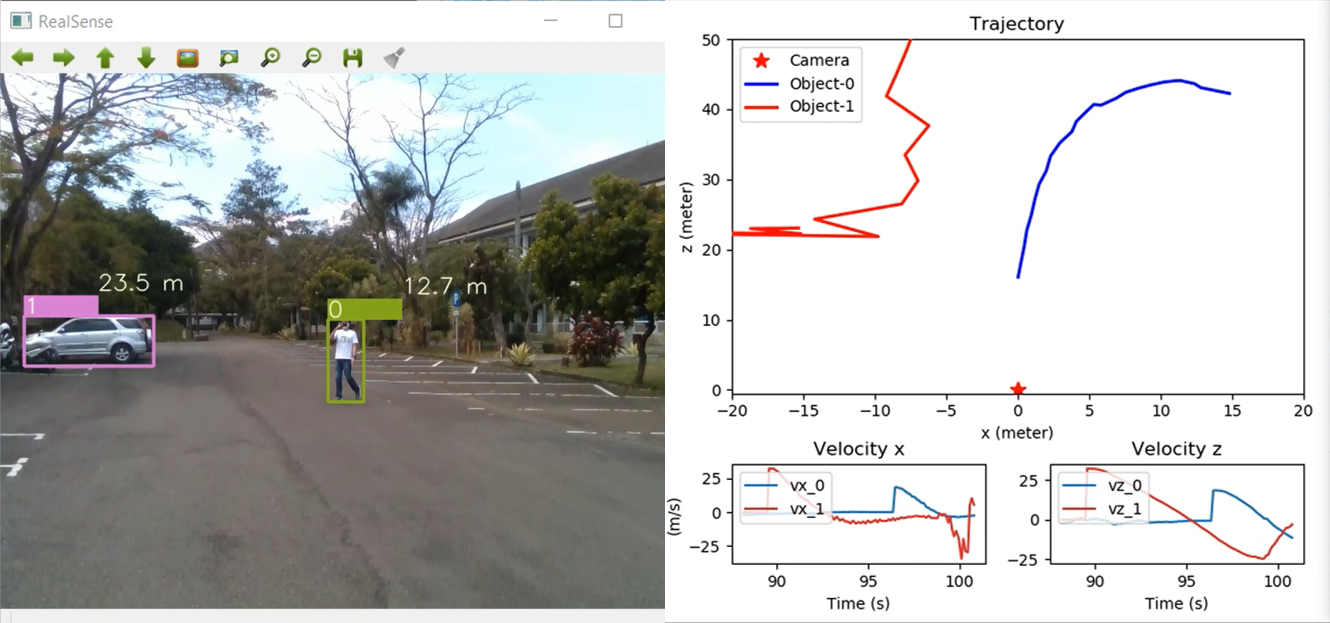 RealSense
23.5 m
1
12.7 m
0
P
Trajectory
Camera
Object-0
Object-1
50
40
30
20
10
0
z (meter)
−20 −15 −10 −5 0 5 10 15 20
x (meter)
Velocity x
vx_0
vx_1
25
0
−25
(m/s)
90 95 100
Time (s)
Velocity z
vz_0
vz_1
25
0
−25
90 95 100
Time (s)